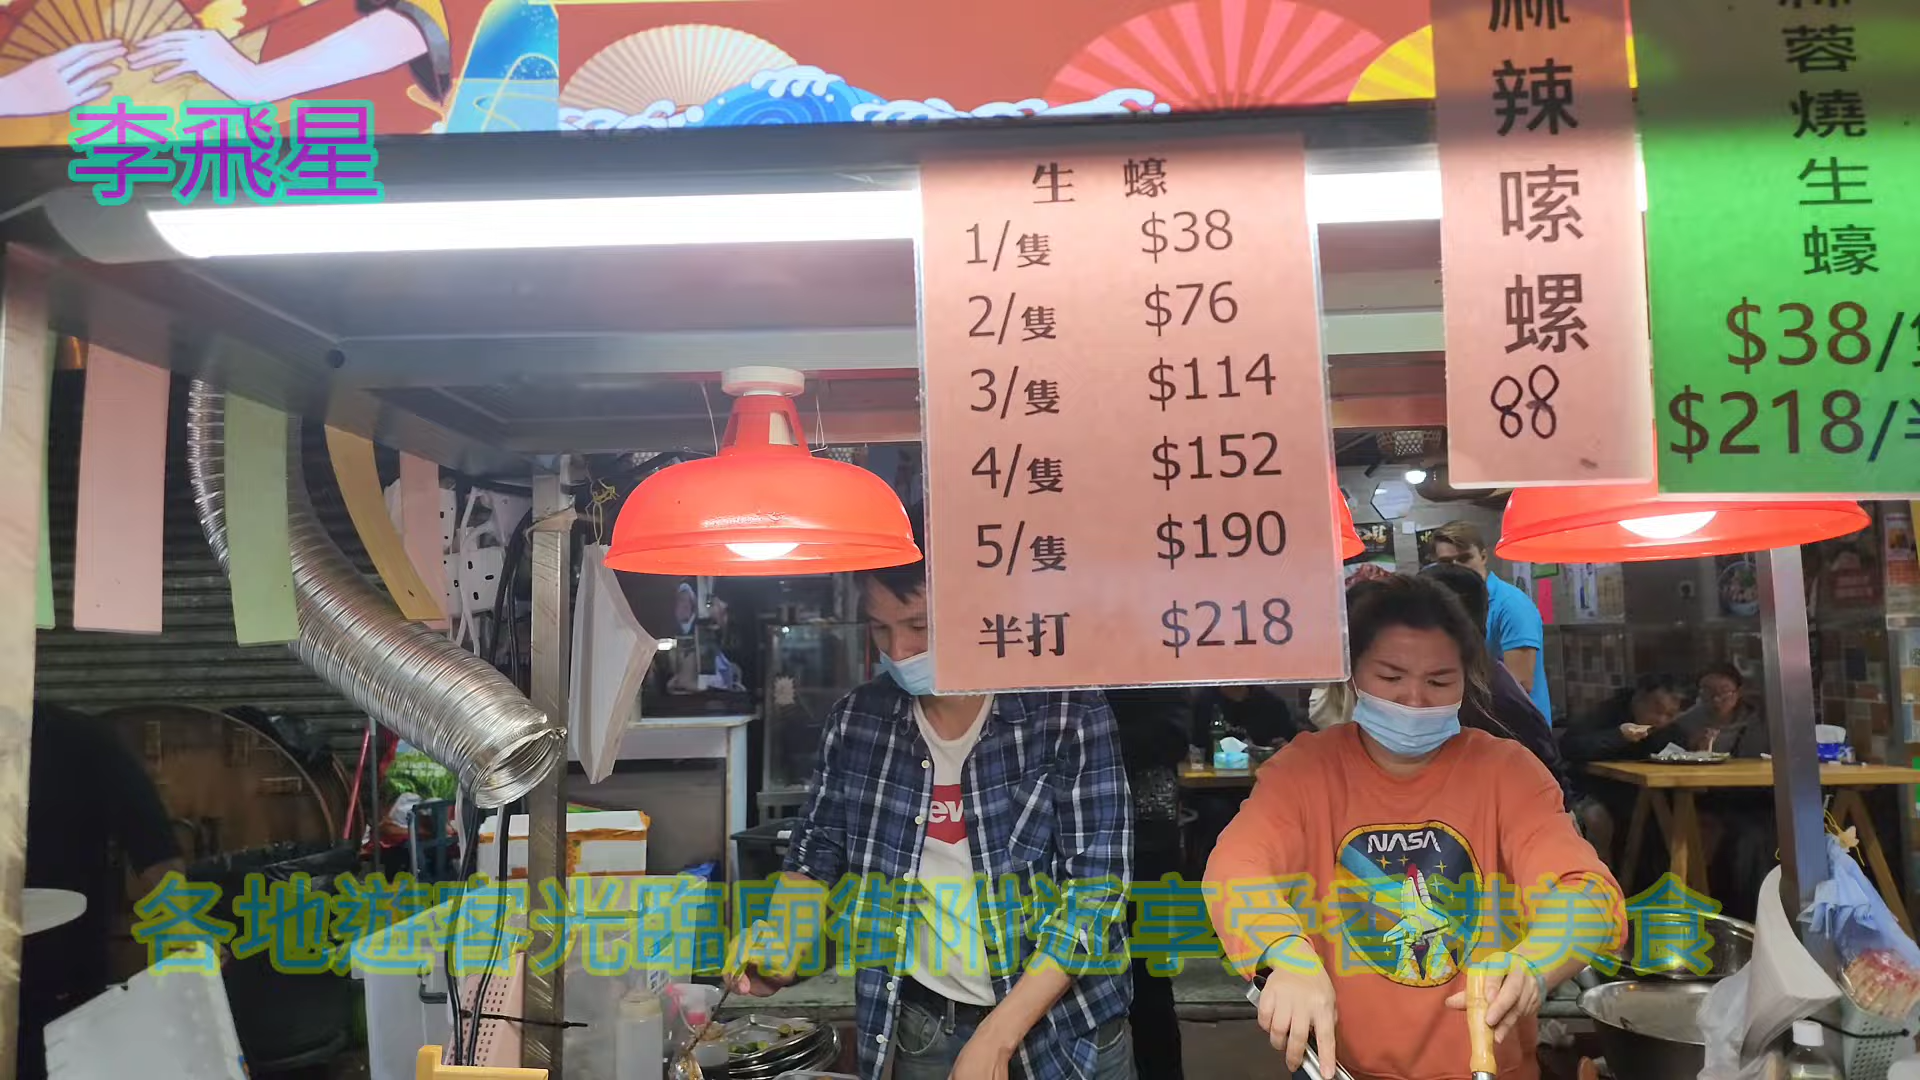 李飛星
生 蠔
1/隻 $38
2/隻 $76
3/隻 $114
4/隻 $152
5/隻 $190
半打 $218
麻辣嗦螺
88
蓉燒生蠔
$38/
$218/半
NASA
各地遊客光臨廟街附近享受香港美食